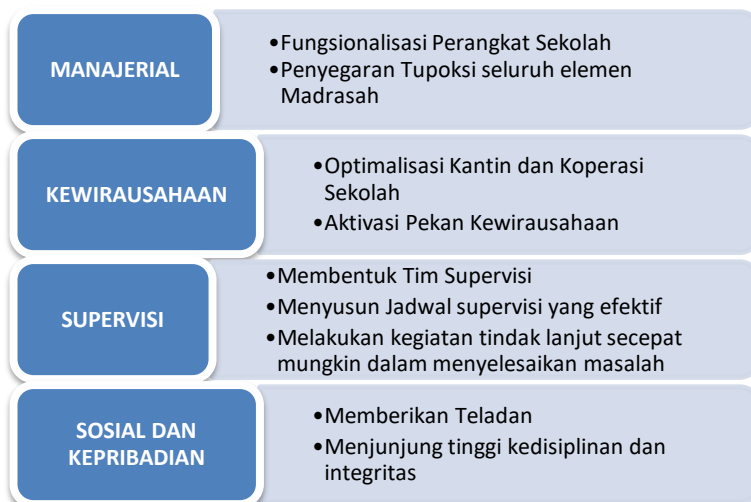 MANAJERIAL
•Fungsionalisasi Perangkat Sekolah
•Penyegaran Tupoksi seluruh elemen
Madrasah
KEWIRAUSAHAAN
•Optimalisasi Kantin dan Koperasi
Sekolah
•Aktivasi Pekan Kewirausahaan
SUPERVISI
•Membentuk Tim Supervisi
•Menyusun Jadwal supervisi yang efektif
•Melakukan kegiatan tindak lanjut secepat
mungkin dalam menyelesaikan masalah
SOSIAL DAN
KEPRIBADIAN
•Memberikan Teladan
•Menjunjung tinggi kedisiplinan dan
integritas